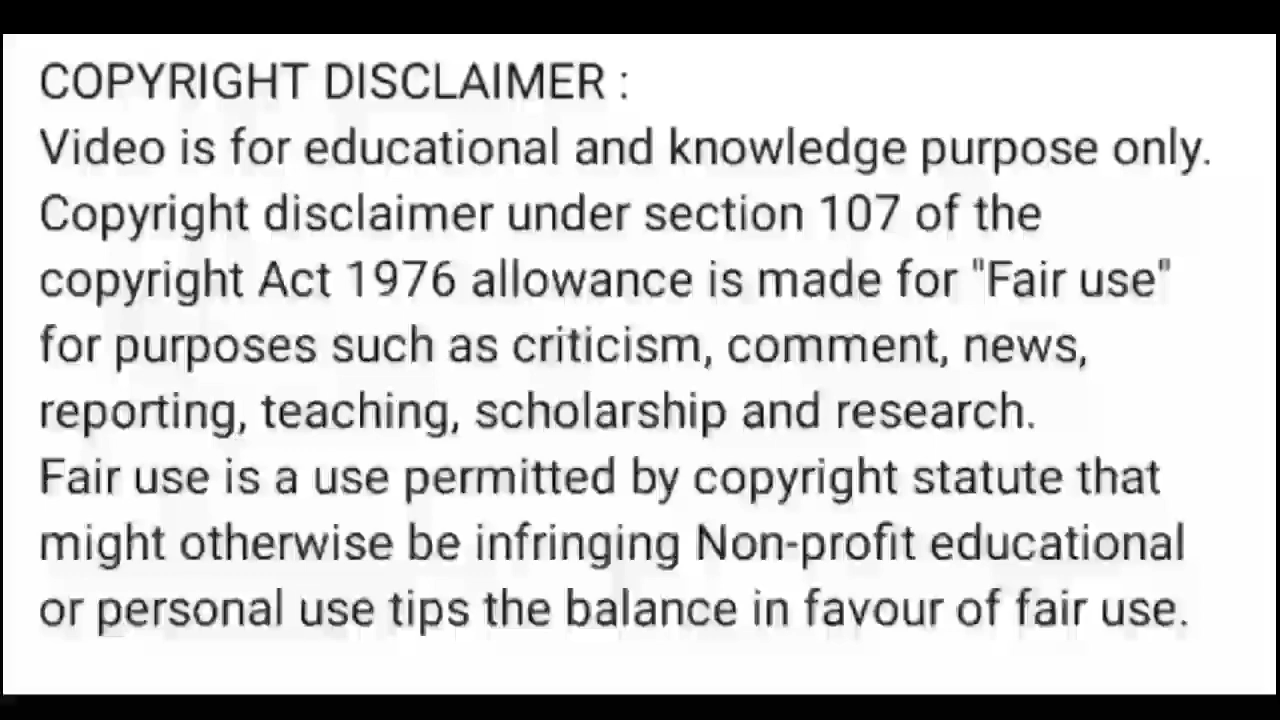 COPYRIGHT DISCLAIMER :
Video is for educational and knowledge purpose only.
Copyright disclaimer under section 107 of the
copyright Act 1976 allowance is made for "Fair use"
for purposes such as criticism, comment, news,
reporting, teaching, scholarship and research.
Fair use is a use permitted by copyright statute that
might otherwise be infringing Non-profit educational
or personal use tips the balance in favour of fair use.